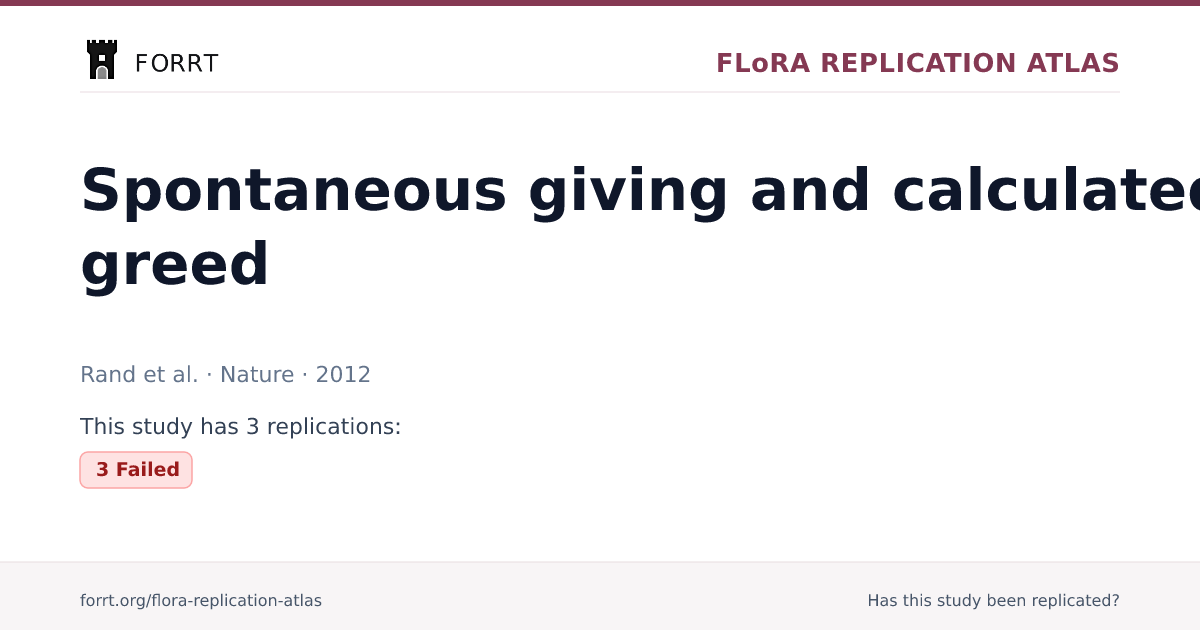 FORRT
FLoRA REPLICATION ATLAS
Spontaneous giving and calculated
greed
Rand et al. · Nature · 2012
This study has 3 replications:
3 Failed
forrt.org/flora-replication-atlas
Has this study been replicated?